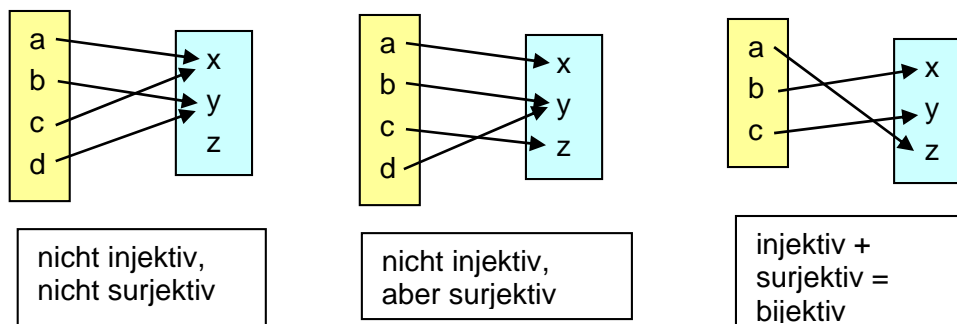 a
b
c
d
x
y
z
nicht injektiv,
nicht surjektiv
a
b
c
d
x
y
z
nicht injektiv,
aber surjektiv
a
b
c
x
y
z
injektiv +
surjektiv =
bijektiv